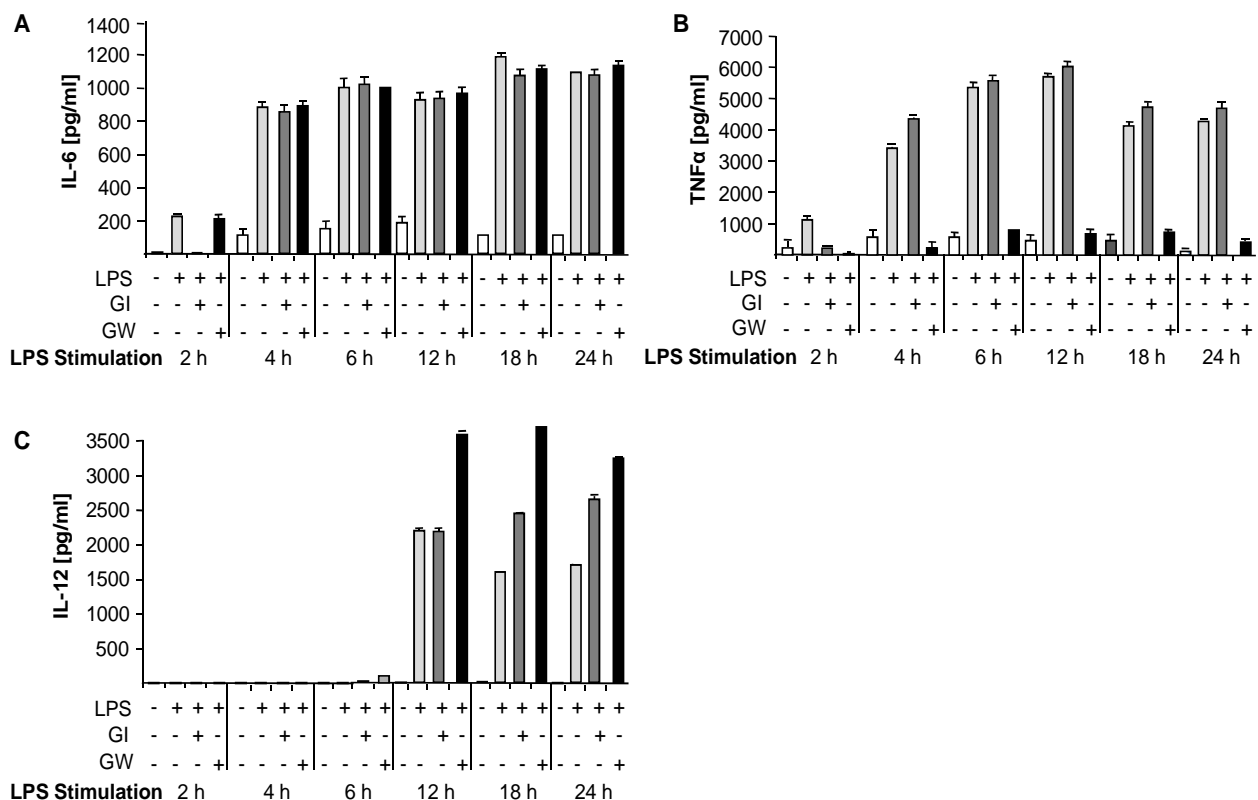 A
IL-6 [pg/ml]
1400
1200
1000
800
600
400
200
LPS - + + + - + + + - + + + - + + + - + + + - + + +
GI - - + - - - + - - - + - - - + - - - + - - - + -
GW - - - + - - - + - - - + - - - + - - - + - - - +
LPS Stimulation 2 h 4 h 6 h 12 h 18 h 24 h
B
TNFα [pg/ml]
7000
6000
5000
4000
3000
2000
1000
LPS - + + + - + + + - + + + - + + + - + + + - + + +
GI - - + - - - + - - - + - - - + - - - + - - - + -
GW - - - + - - - + - - - + - - - + - - - + - - - +
LPS Stimulation 2 h 4 h 6 h 12 h 18 h 24 h
C
IL-12 [pg/ml]
3500
3000
2500
2000
1500
1000
500
LPS - + + + - + + + - + + + - + + + - + + + - + + +
GI - - + - - - + - - - + - - - + - - - + - - - + -
GW - - - + - - - + - - - + - - - + - - - + - - - +
LPS Stimulation 2 h 4 h 6 h 12 h 18 h 24 h